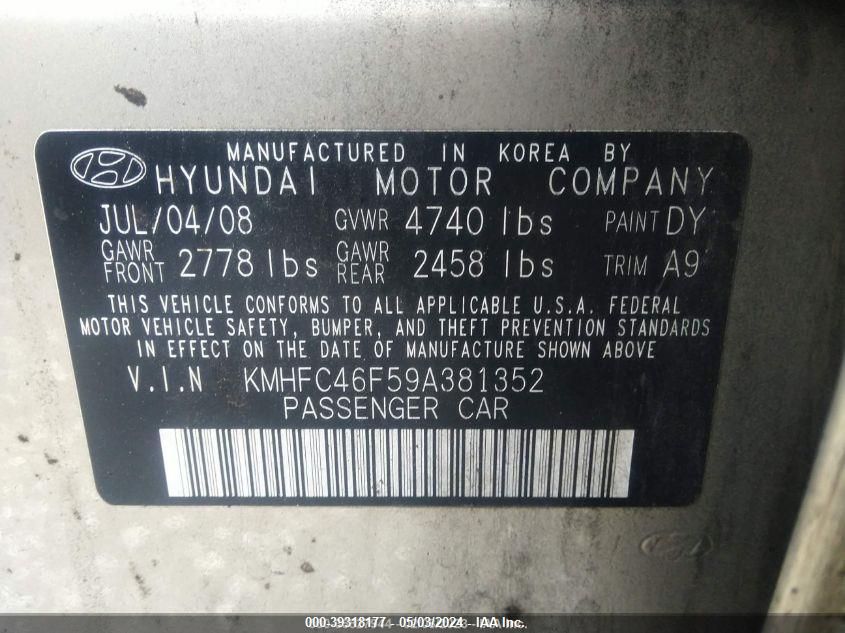 MANUFACTURED IN KOREA BY
HYUNDAI MOTOR COMPANY
JUL/04/08 GVWR 4740 lbs PAINT DY
GAWR FRONT 2778 lbs GAWR REAR 2458 lbs TRIM A9
THIS VEHICLE CONFORMS TO ALL APPLICABLE U.S.A. FEDERAL
MOTOR VEHICLE SAFETY, BUMPER, AND THEFT PREVENTION STANDARDS
IN EFFECT ON THE DATE OF MANUFACTURE SHOWN ABOVE
V.I.N KMHFC46F59A381352
PASSENGER CAR
000-39318177 - 05/03/2024 - IAA Inc.